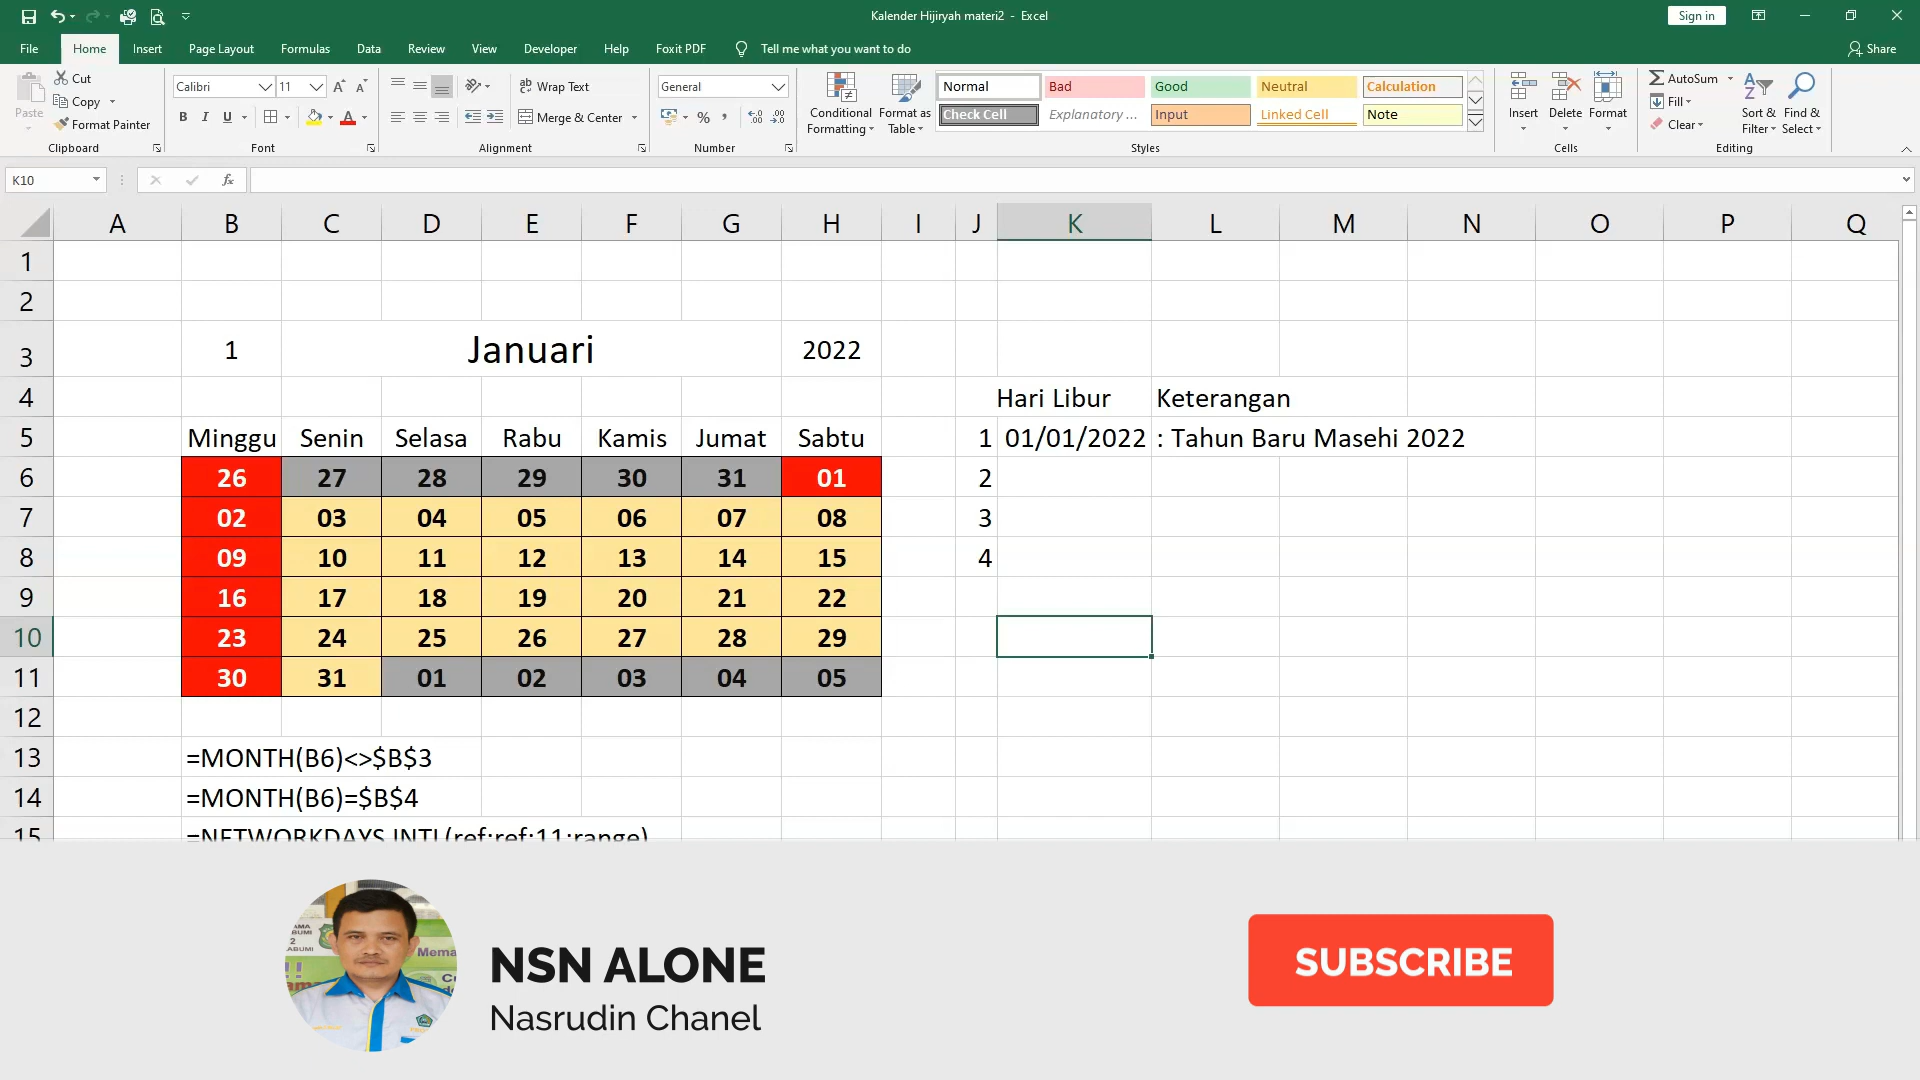 Kalender Hijiryah materi2 - Excel
Sign in
File Home Insert Page Layout Formulas Data Review View Developer Help Foxit PDF Tell me what you want to do Share
Paste
Cut
Copy
Format Painter
Clipboard
Calibri 11
B I U
Font
Wrap Text
Merge & Center
Alignment
General
%
Number
Conditional Formatting
Format as Table
Normal Bad Good Neutral Calculation
Check Cell Explanatory ... Input Linked Cell Note
Styles
Insert Delete Format
Cells
AutoSum
Fill
Clear
Sort & Filter
Find & Select
Editing
K10 fx
A B C D E F G H I J K L M N O P Q
1
2
3 1 Januari 2022
4 Hari Libur Keterangan
5 Minggu Senin Selasa Rabu Kamis Jumat Sabtu 1 01/01/2022 : Tahun Baru Masehi 2022
6 26 27 28 29 30 31 01 2
7 02 03 04 05 06 07 08 3
8 09 10 11 12 13 14 15 4
9 16 17 18 19 20 21 22
10 23 24 25 26 27 28 29
11 30 31 01 02 03 04 05
12
13 =MONTH(B6)<>$B$3
14 =MONTH(B6)=$B$4
15 =NETWORKDAYS.INTL(ref;ref;11;range)
NSN ALONE
Nasrudin Chanel
SUBSCRIBE